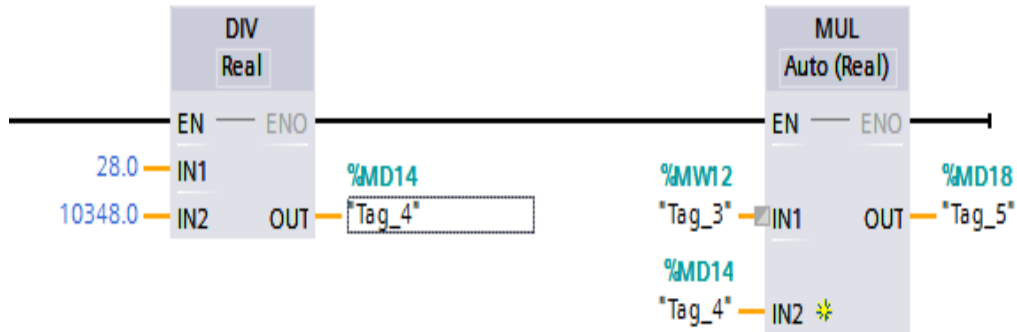 DIV
Real
EN ENO
28.0 IN1
%MD14
10348.0 IN2 OUT "Tag_4"
MUL
Auto (Real)
EN ENO
%MW12
"Tag_3" IN1
%MD18
OUT "Tag_5"
%MD14
"Tag_4" IN2